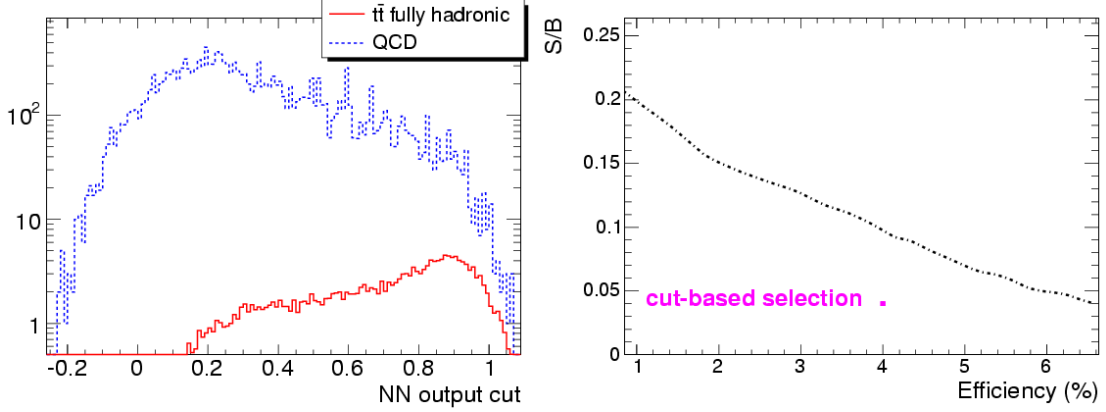 tt̄ fully hadronic
QCD
10²
10
1
-0.2 0 0.2 0.4 0.6 0.8 1
NN output cut
S/B
0.25
0.2
0.15
0.1
0.05
0
cut-based selection
1 2 3 4 5 6
Efficiency (%)